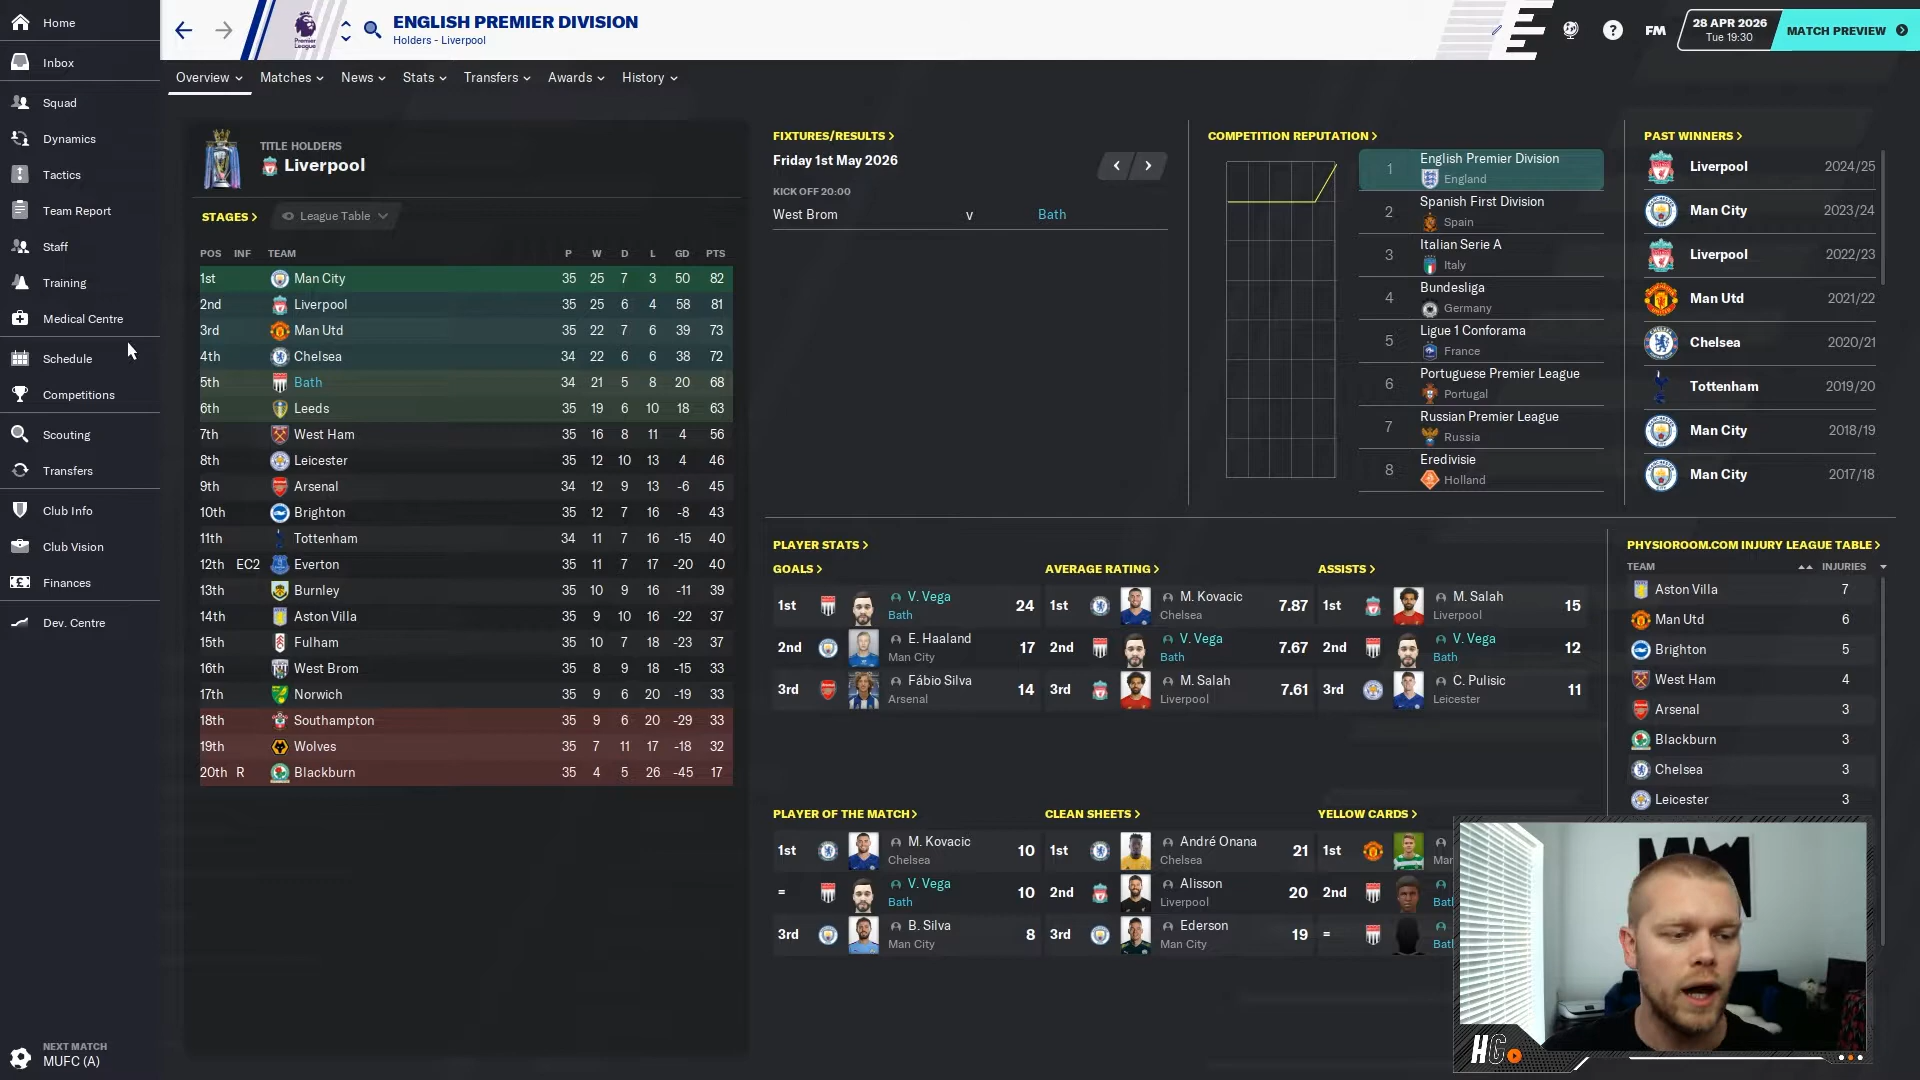 Home
Inbox
Squad
Dynamics
Tactics
Team Report
Staff
Training
Medical Centre
Schedule
Competitions
Scouting
Transfers
Club Info
Club Vision
Finances
Dev. Centre
NEXT MATCH
MUFC (A)
Premier League
ENGLISH PREMIER DIVISION
Holders - Liverpool
FM
28 APR 2026
Tue 19:30
MATCH PREVIEW
Overview Matches News Stats Transfers Awards History
TITLE HOLDERS
Liverpool
STAGES > League Table
POS INF TEAM P W D L GD PTS
1st Man City 35 25 7 3 50 82
2nd Liverpool 35 25 6 4 58 81
3rd Man Utd 35 22 7 6 39 73
4th Chelsea 34 22 6 6 38 72
5th Bath 34 21 5 8 20 68
6th Leeds 35 19 6 10 18 63
7th West Ham 35 16 8 11 4 56
8th Leicester 35 12 10 13 4 46
9th Arsenal 34 12 9 13 -6 45
10th Brighton 35 12 7 16 -8 43
11th Tottenham 34 11 7 16 -15 40
12th EC2 Everton 35 11 7 17 -20 40
13th Burnley 35 10 9 16 -11 39
14th Aston Villa 35 9 10 16 -22 37
15th Fulham 35 10 7 18 -23 37
16th West Brom 35 8 9 18 -15 33
17th Norwich 35 9 6 20 -19 33
18th Southampton 35 9 6 20 -29 33
19th Wolves 35 7 11 17 -18 32
20th R Blackburn 35 4 5 26 -45 17
FIXTURES/RESULTS >
Friday 1st May 2026
KICK OFF 20:00
West Brom v Bath
COMPETITION REPUTATION >
1 English Premier Division
England
2 Spanish First Division
Spain
3 Italian Serie A
Italy
4 Bundesliga
Germany
5 Ligue 1 Conforama
France
6 Portuguese Premier League
Portugal
7 Russian Premier League
Russia
8 Eredivisie
Holland
PAST WINNERS >
Liverpool 2024/25
Man City 2023/24
Liverpool 2022/23
Man Utd 2021/22
Chelsea 2020/21
Tottenham 2019/20
Man City 2018/19
Man City 2017/18
PLAYER STATS >
GOALS >
1st V. Vega 24
Bath
2nd E. Haaland 17
Man City
3rd Fábio Silva 14
Arsenal
AVERAGE RATING >
1st M. Kovacic 7.87
Chelsea
2nd V. Vega 7.67
Bath
3rd M. Salah 7.61
Liverpool
ASSISTS >
1st M. Salah 15
Liverpool
2nd V. Vega 12
Bath
3rd C. Pulisic 11
Leicester
PLAYER OF THE MATCH >
1st M. Kovacic 10
Chelsea
= V. Vega 10
Bath
3rd B. Silva 8
Man City
CLEAN SHEETS >
1st André Onana 21
Chelsea
2nd Alisson 20
Liverpool
3rd Ederson 19
Man City
YELLOW CARDS >
1st
Man
2nd
Bath
=
Bath
PHYSIOROOM.COM INJURY LEAGUE TABLE >
TEAM INJURIES
Aston Villa 7
Man Utd 6
Brighton 5
West Ham 4
Arsenal 3
Blackburn 3
Chelsea 3
Leicester 3
HG